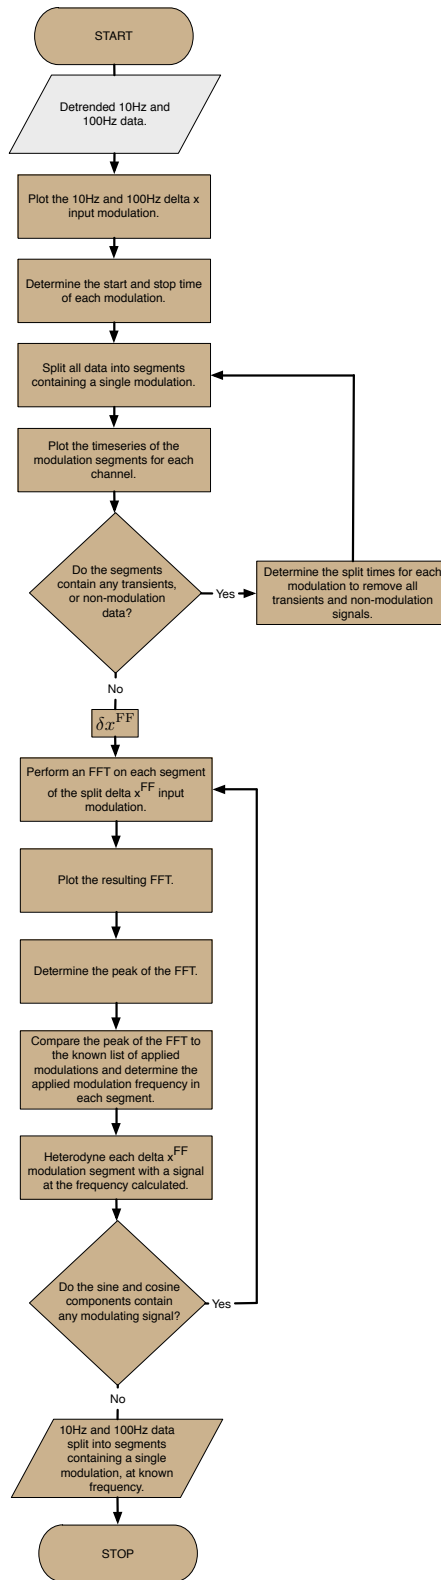 START
Detrended 10Hz and
100Hz data.
Plot the 10Hz and 100Hz delta x
input modulation.
Determine the start and stop time
of each modulation.
Split all data into segments
containing a single modulation.
Plot the timeseries of the
modulation segments for each
channel.
Do the segments
contain any transients,
or non-modulation
data?
Yes
Determine the split times for each
modulation to remove all
transients and non-modulation
signals.
No
δx^FF
Perform an FFT on each segment
of the split delta x^FF input
modulation.
Plot the resulting FFT.
Determine the peak of the FFT.
Compare the peak of the FFT to
the known list of applied
modulations and determine the
applied modulation frequency in
each segment.
Heterodyne each delta x^FF
modulation segment with a signal
at the frequency calculated.
Do the sine and cosine
components contain
any modulating signal?
Yes
No
10Hz and 100Hz data
split into segments
containing a single
modulation, at known
frequency.
STOP